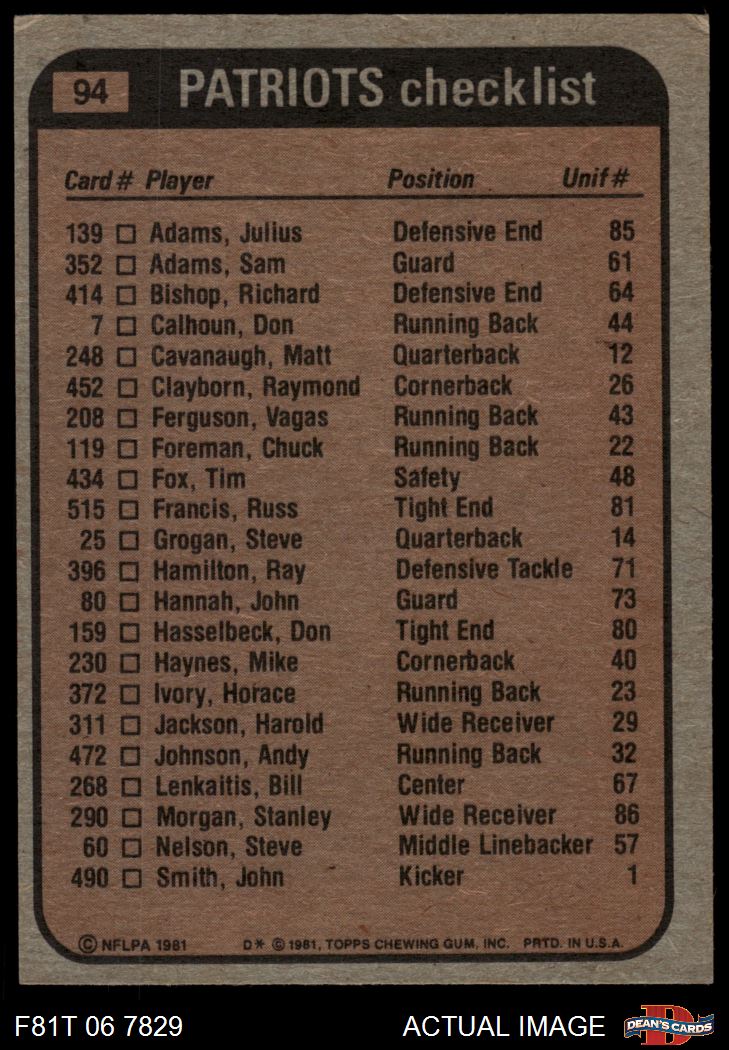 94 PATRIOTS checklist
Card # Player Position Unif #
139 □ Adams, Julius Defensive End 85
352 □ Adams, Sam Guard 61
414 □ Bishop, Richard Defensive End 64
7 □ Calhoun, Don Running Back 44
248 □ Cavanaugh, Matt Quarterback 12
452 □ Clayborn, Raymond Cornerback 26
208 □ Ferguson, Vagas Running Back 43
119 □ Foreman, Chuck Running Back 22
434 □ Fox, Tim Safety 48
515 □ Francis, Russ Tight End 81
25 □ Grogan, Steve Quarterback 14
396 □ Hamilton, Ray Defensive Tackle 71
80 □ Hannah, John Guard 73
159 □ Hasselbeck, Don Tight End 80
230 □ Haynes, Mike Cornerback 40
372 □ Ivory, Horace Running Back 23
311 □ Jackson, Harold Wide Receiver 29
472 □ Johnson, Andy Running Back 32
268 □ Lenkaitis, Bill Center 67
290 □ Morgan, Stanley Wide Receiver 86
60 □ Nelson, Steve Middle Linebacker 57
490 □ Smith, John Kicker 1
© NFLPA 1981 D* © 1981, TOPPS CHEWING GUM, INC. PRTD. IN U.S.A.
F81T 06 7829 ACTUAL IMAGE D DEAN'S CARDS